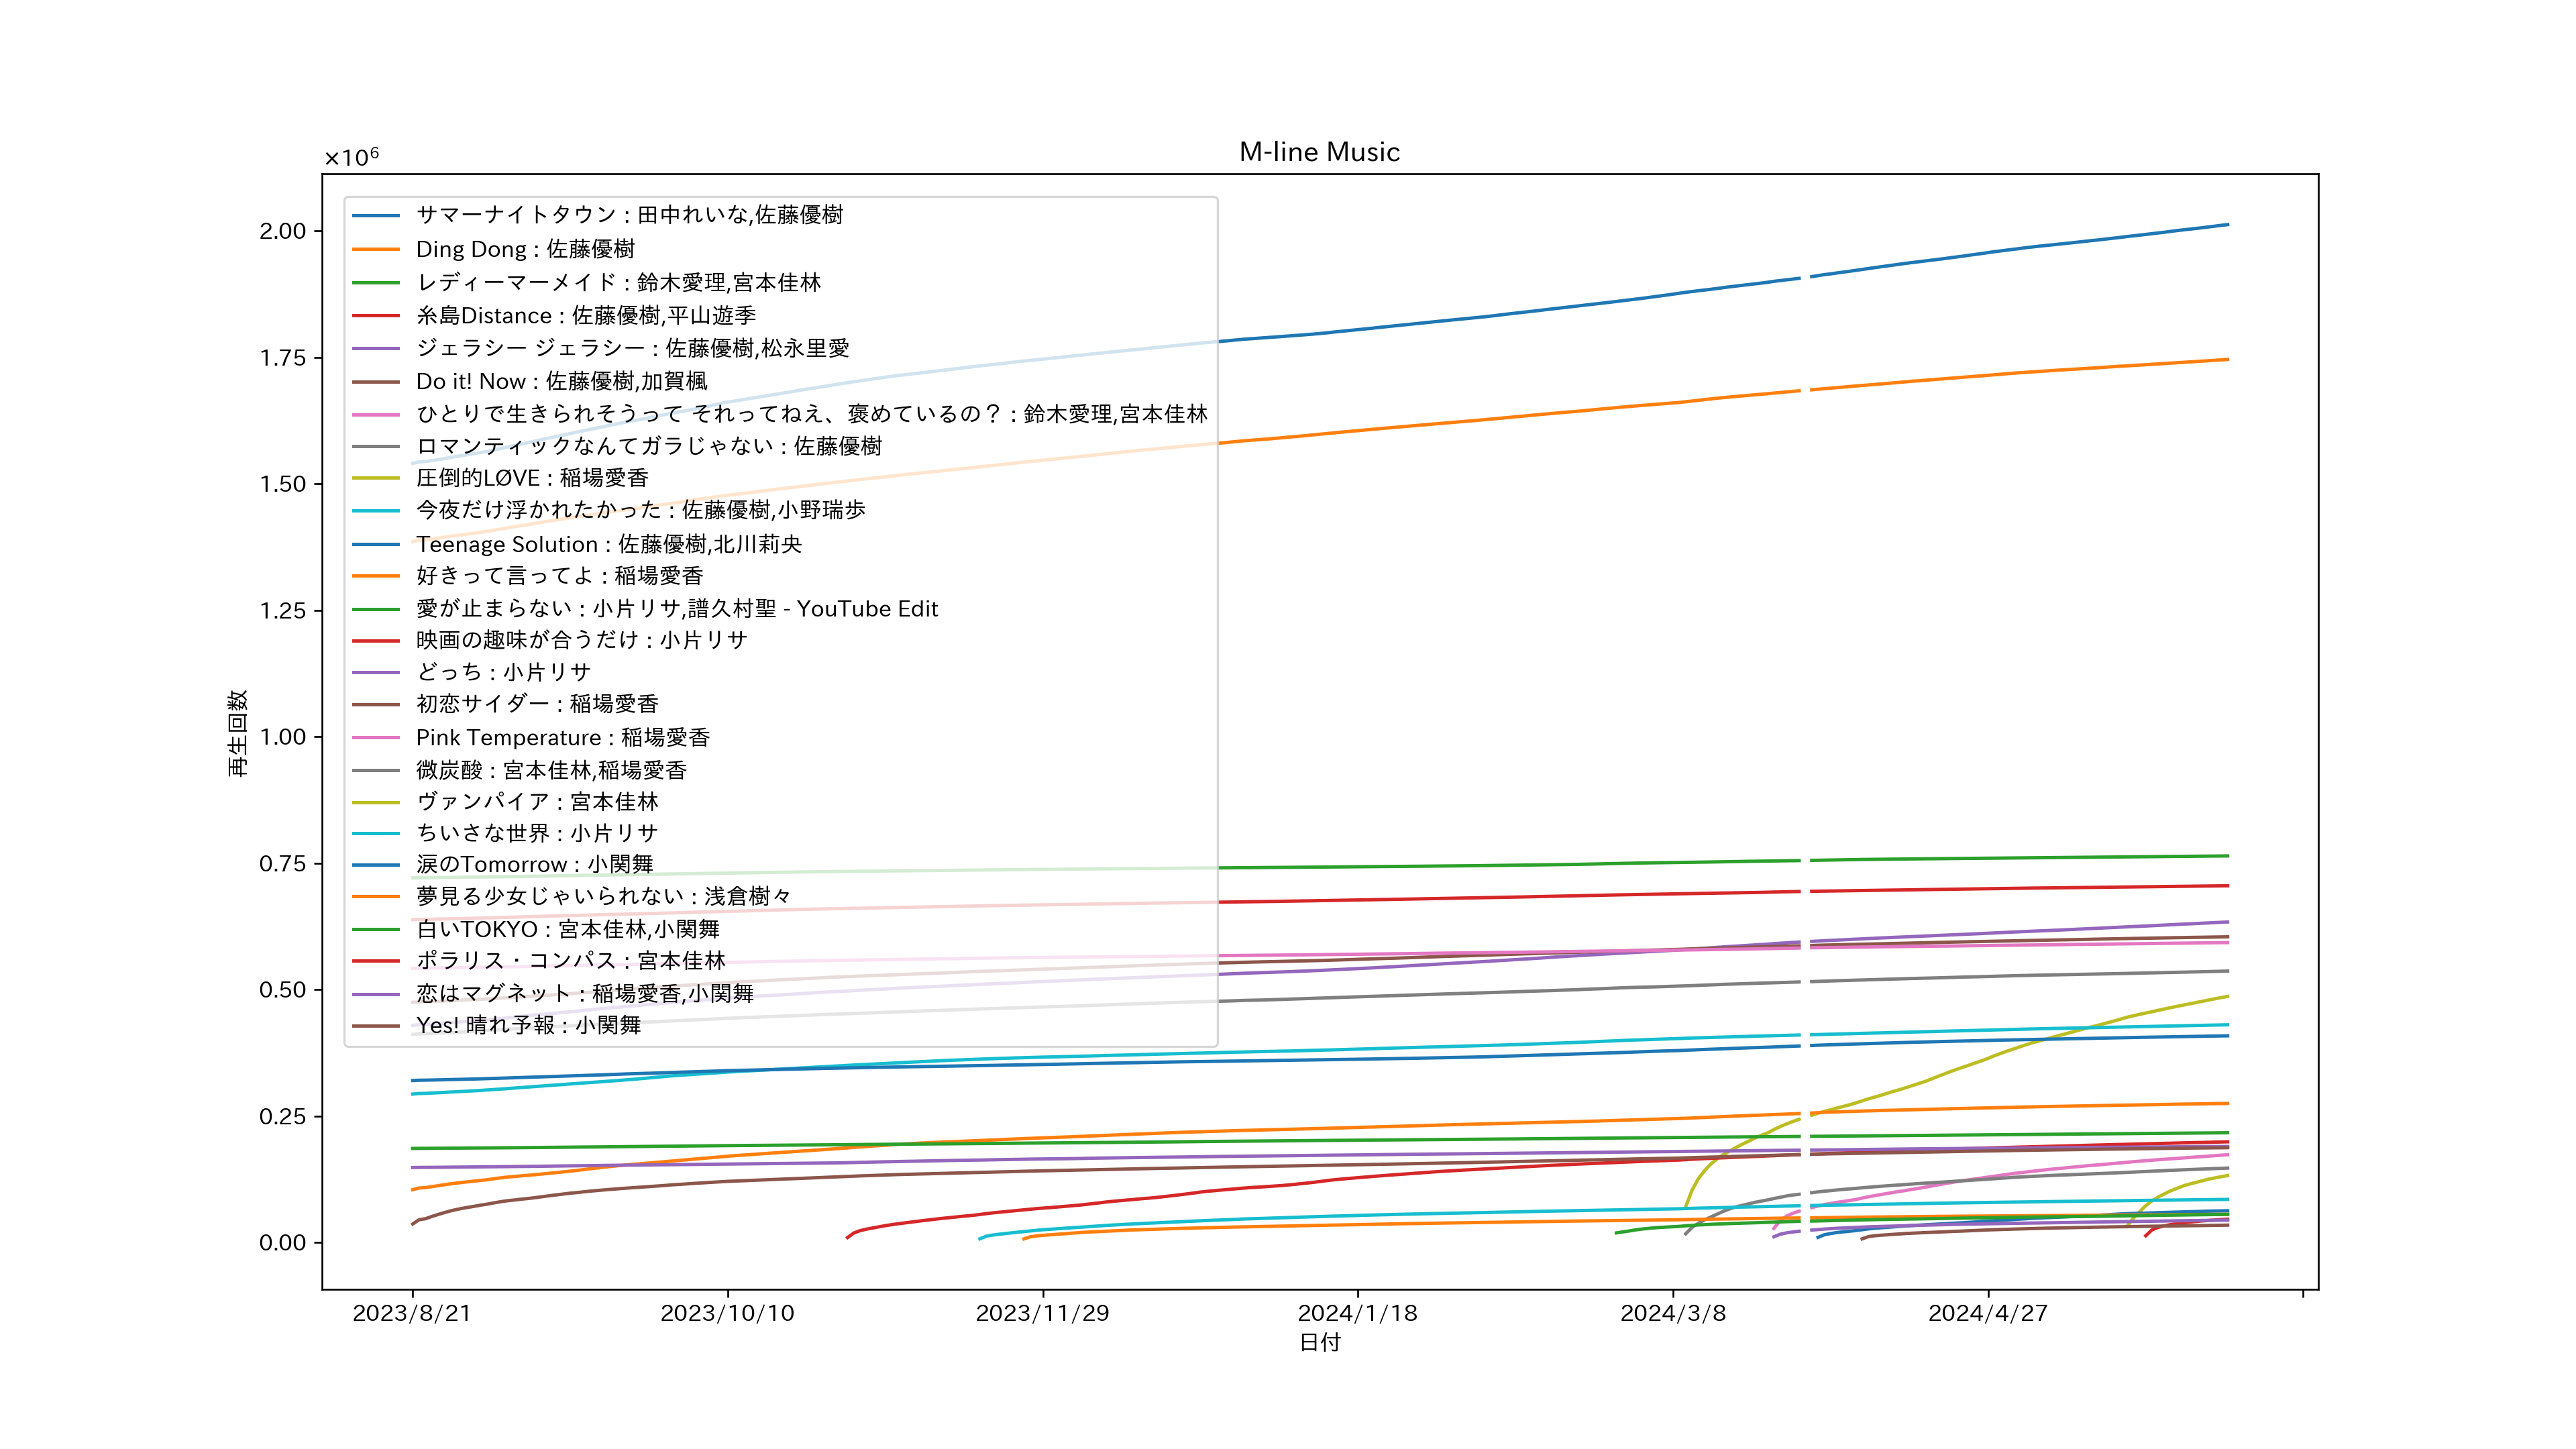 M-line Music
×10⁶
2.00
1.75
1.50
1.25
1.00
0.75
0.50
0.25
0.00
再生回数
サマーナイトタウン : 田中れいな,佐藤優樹
Ding Dong : 佐藤優樹
レディーマーメイド : 鈴木愛理,宮本佳林
糸島Distance : 佐藤優樹,平山遊季
ジェラシー ジェラシー : 佐藤優樹,松永里愛
Do it! Now : 佐藤優樹,加賀楓
ひとりで生きられそうって それってねえ、褒めているの？ : 鈴木愛理,宮本佳林
ロマンティックなんてガラじゃない : 佐藤優樹
圧倒的LØVE : 稲場愛香
今夜だけ浮かれたかった : 佐藤優樹,小野瑞歩
Teenage Solution : 佐藤優樹,北川莉央
好きって言ってよ : 稲場愛香
愛が止まらない : 小片リサ,譜久村聖 - YouTube Edit
映画の趣味が合うだけ : 小片リサ
どっち : 小片リサ
初恋サイダー : 稲場愛香
Pink Temperature : 稲場愛香
微炭酸 : 宮本佳林,稲場愛香
ヴァンパイア : 宮本佳林
ちいさな世界 : 小片リサ
涙のTomorrow : 小関舞
夢見る少女じゃいられない : 浅倉樹々
白いTOKYO : 宮本佳林,小関舞
ポラリス・コンパス : 宮本佳林
恋はマグネット : 稲場愛香,小関舞
Yes! 晴れ予報 : 小関舞
2023/8/21
2023/10/10
2023/11/29
2024/1/18
2024/3/8
2024/4/27
日付